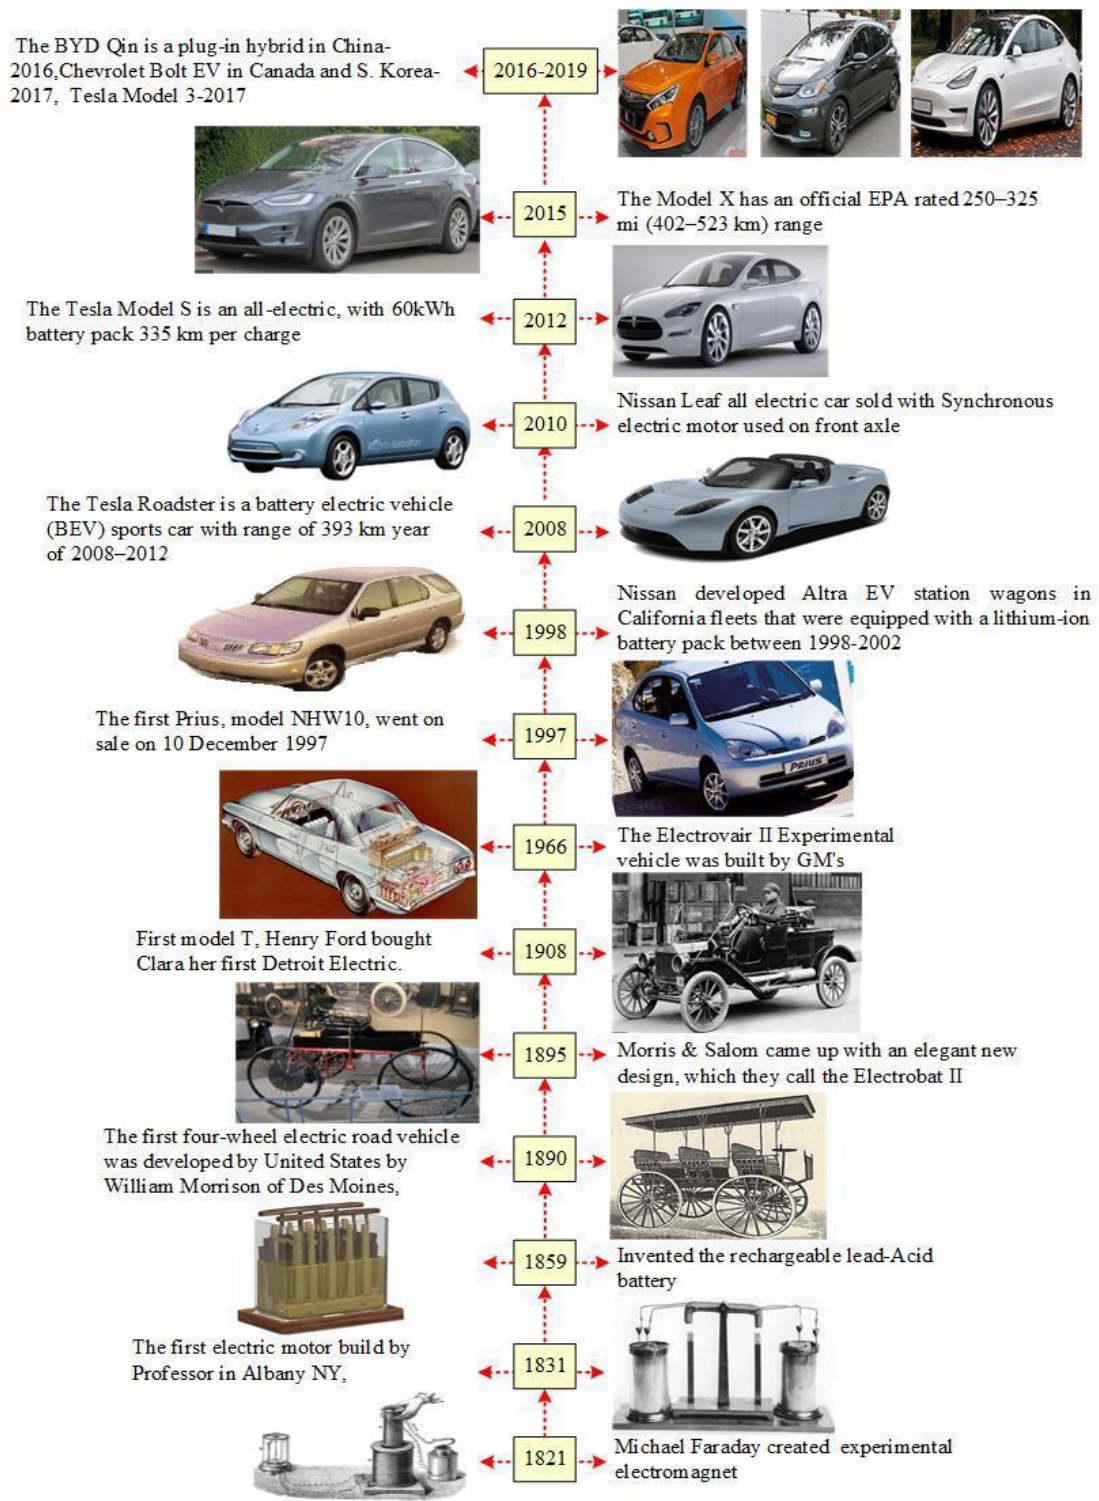 The BYD Qin is a plug-in hybrid in China-
2016,Chevrolet Bolt EV in Canada and S. Korea-
2017, Tesla Model 3-2017
2016-2019
2015
The Model X has an official EPA rated 250–325
mi (402–523 km) range
The Tesla Model S is an all-electric, with 60kWh
battery pack 335 km per charge
2012
2010
Nissan Leaf all electric car sold with Synchronous
electric motor used on front axle
The Tesla Roadster is a battery electric vehicle
(BEV) sports car with range of 393 km year
of 2008–2012
2008
1998
Nissan developed Altra EV station wagons in
California fleets that were equipped with a lithium-ion
battery pack between 1998-2002
The first Prius, model NHW10, went on
sale on 10 December 1997
1997
PRIUS
1966
The Electrovair II Experimental
vehicle was built by GM's
First model T, Henry Ford bought
Clara her first Detroit Electric.
1908
1895
Morris & Salom came up with an elegant new
design, which they call the Electrobat II
The first four-wheel electric road vehicle
was developed by United States by
William Morrison of Des Moines,
1890
1859
Invented the rechargeable lead-Acid
battery
The first electric motor build by
Professor in Albany NY,
1831
1821
Michael Faraday created experimental
electromagnet